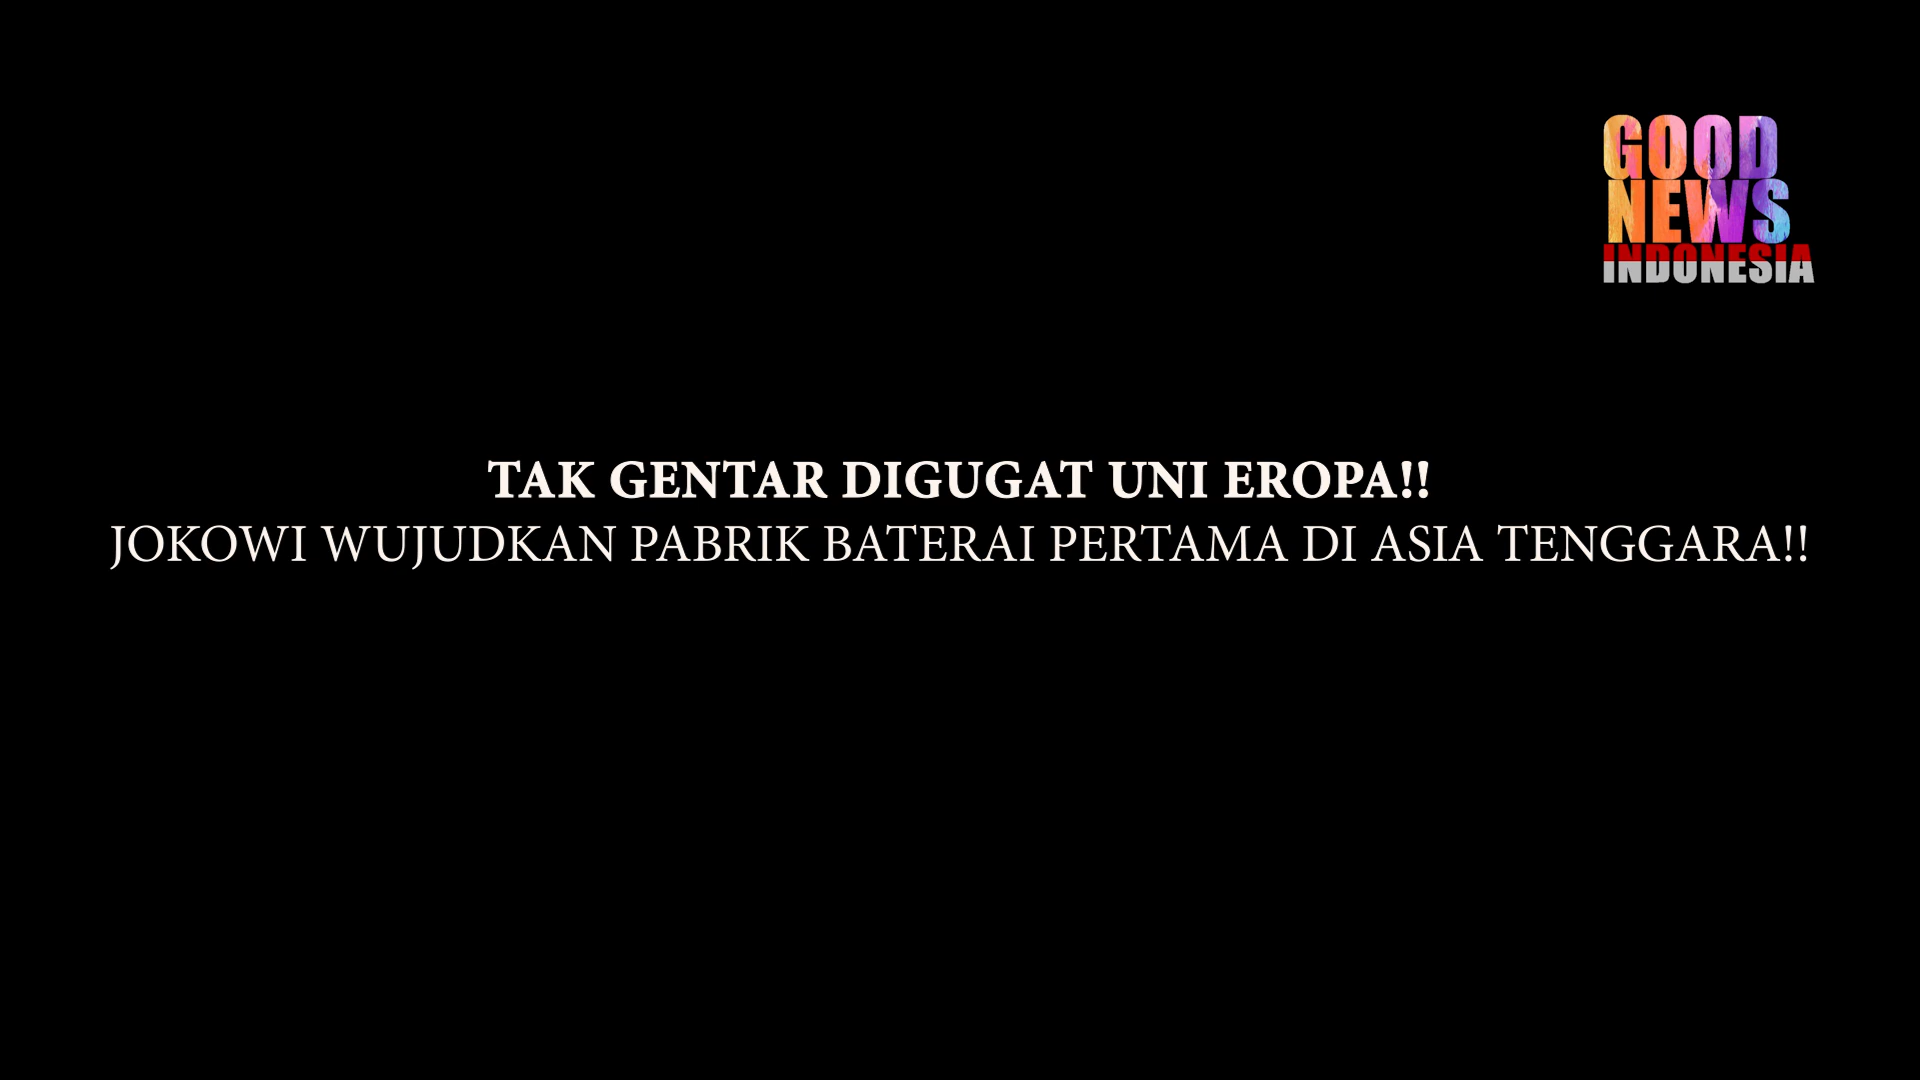 GOOD
NEWS
INDONESIA
TAK GENTAR DIGUGAT UNI EROPA!!
JOKOWI WUJUDKAN PABRIK BATERAI PERTAMA DI ASIA TENGGARA!!